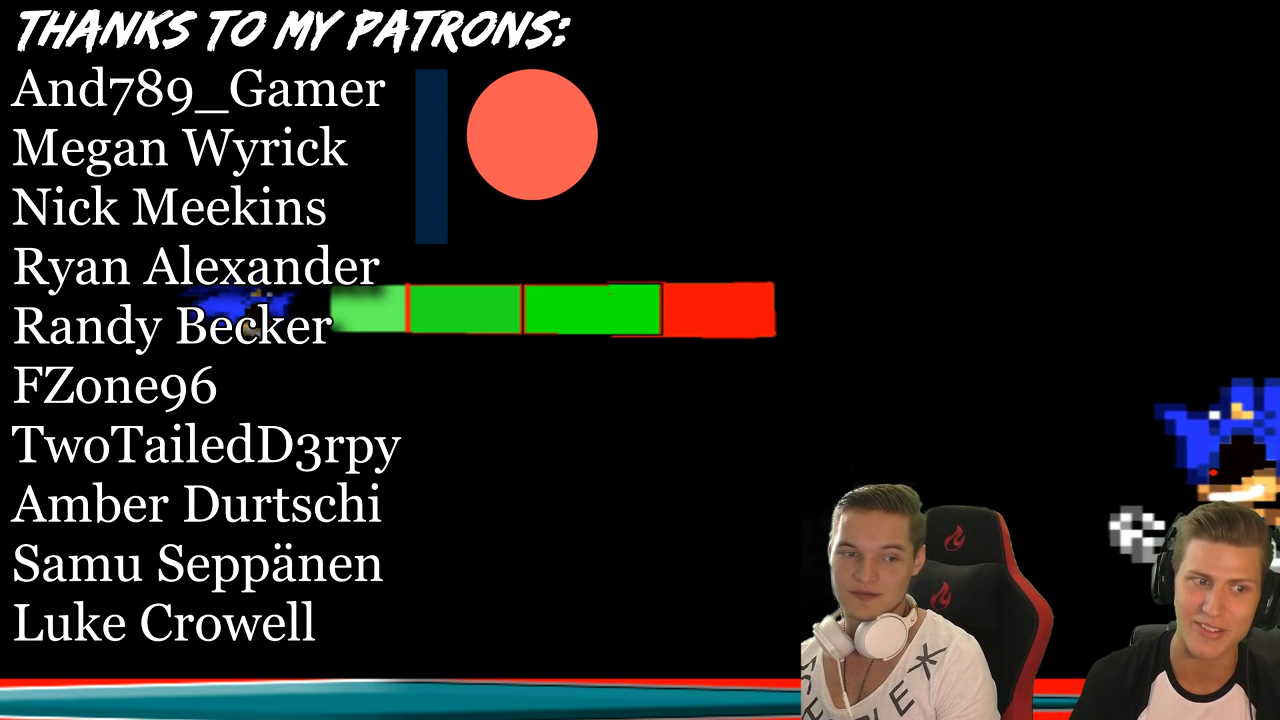 THANKS TO MY PATRONS:
And789_Gamer
Megan Wyrick
Nick Meekins
Ryan Alexander
Randy Becker
FZone96
TwoTailedD3rpy
Amber Durtschi
Samu Seppänen
Luke Crowell